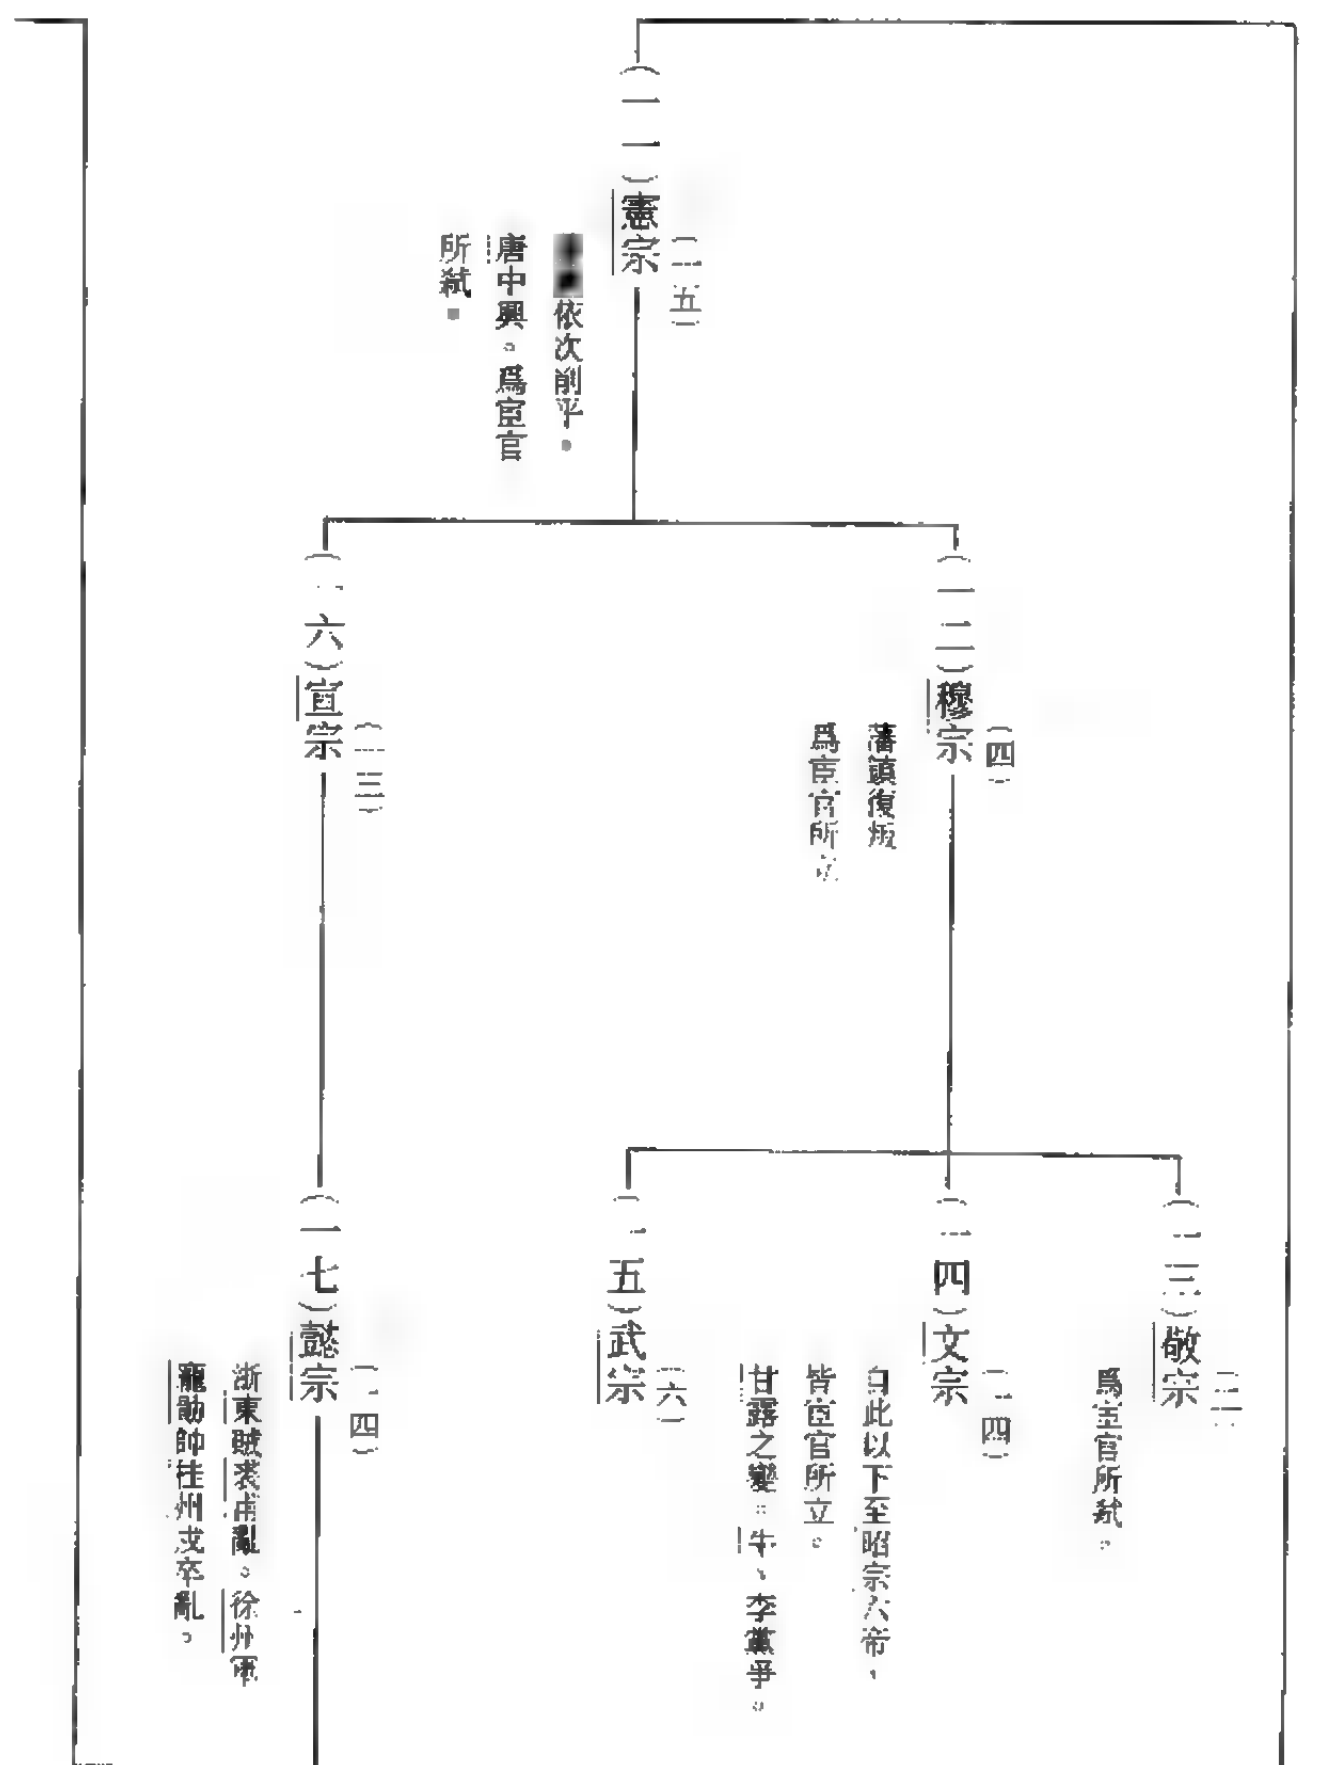 (一一)憲宗
(一五)
依次削平。
唐中興。爲宦官
所弒。
(一二)穆宗
(四)
藩鎮復叛
爲宦官所立
(一六)宣宗
(一三)
(一三)敬宗
(二)
爲宦官所弒。
(一四)文宗
(一四)
自此以下至昭宗六帝,
皆宦官所立。
甘露之變。牛、李黨爭。
(一五)武宗
(六)
(一七)懿宗
(一四)
浙東賊裘甫亂。徐州軍
龐勛帥桂州戍卒亂。